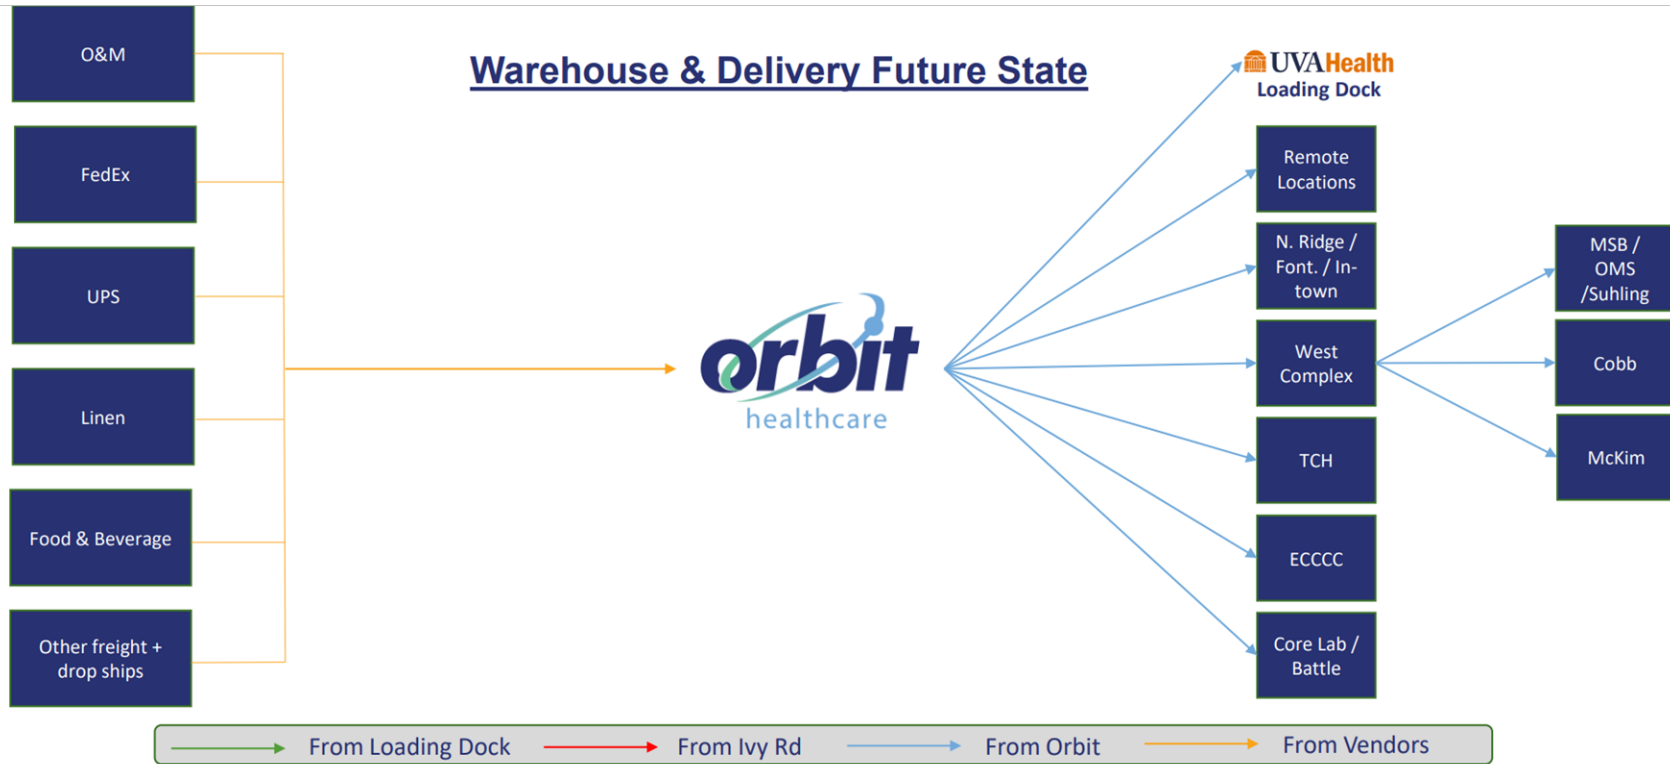 Warehouse & Delivery Future State
O&M
FedEx
UPS
Linen
Food & Beverage
Other freight +
drop ships
orbit
healthcare
UVAHealth
Loading Dock
Remote
Locations
N. Ridge /
Font. / In-
town
West
Complex
TCH
ECCCC
Core Lab /
Battle
MSB /
OMS
/Suhling
Cobb
McKim
From Loading Dock
From Ivy Rd
From Orbit
From Vendors